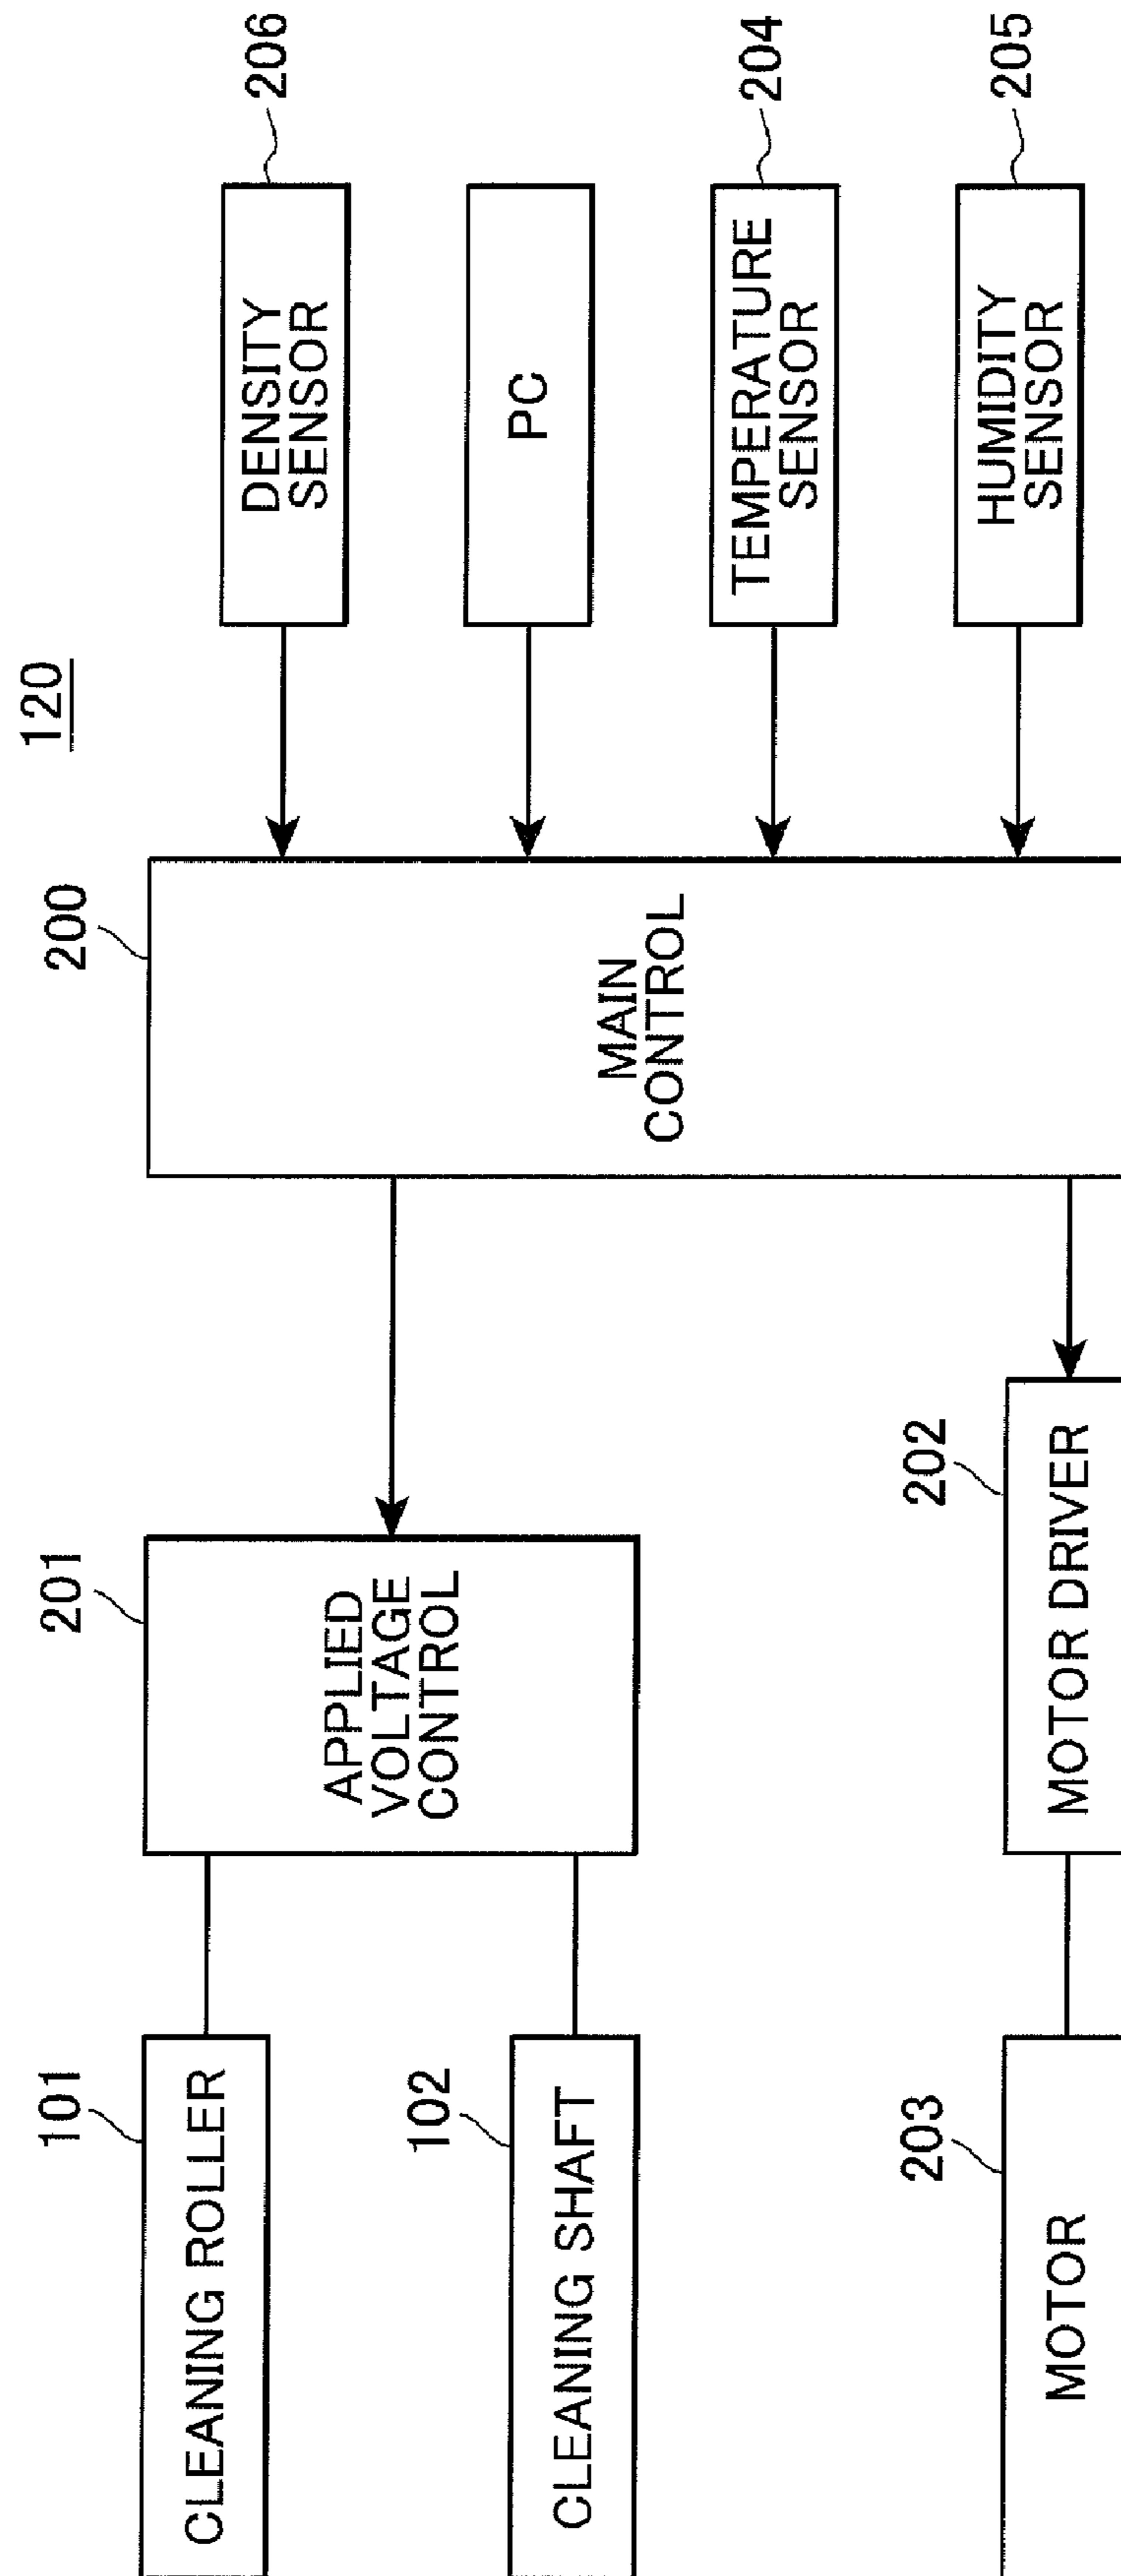 120
101
CLEANING ROLLER
102
CLEANING SHAFT
201
APPLIED
VOLTAGE
CONTROL
200
MAIN
CONTROL
206
DENSITY
SENSOR
PC
204
TEMPERATURE
SENSOR
205
HUMIDITY
SENSOR
202
MOTOR DRIVER
203
MOTOR